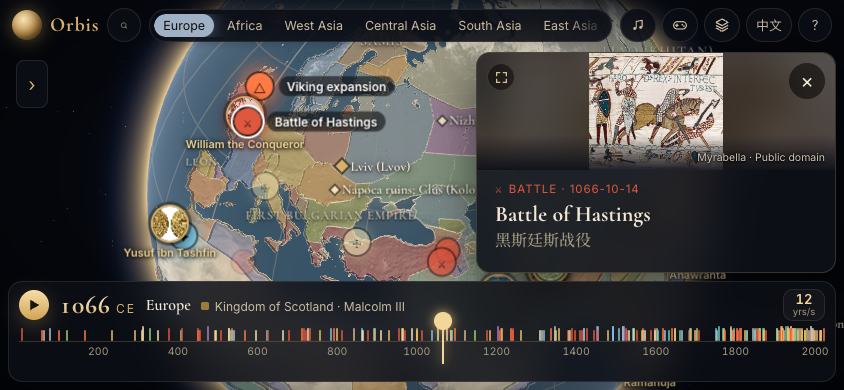 Orbis
Europe
Africa
West Asia
Central Asia
South Asia
East Asia
中文
?
Viking expansion
Battle of Hastings
William the Conqueror
Lviv (Lvov)
FIRST BULGARIAN EMPIRE
Yusuf ibn Tashfin
Myrabella · Public domain
BATTLE · 1066-10-14
Battle of Hastings
黑斯廷斯战役
Anawrahta
1066 CE
Europe
Kingdom of Scotland · Malcolm III
12
yrs/s
200
400
600
800
1000
1200
1400
1600
1800
2000